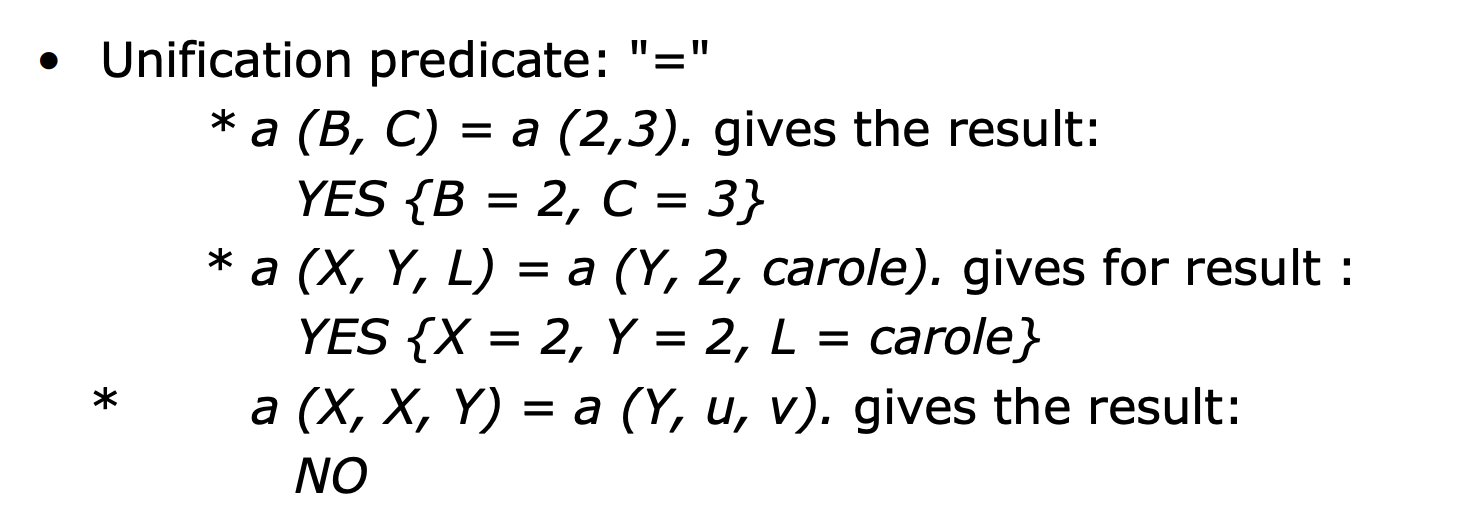 • Unification predicate: "="
* a (B, C) = a (2,3). gives the result:
YES {B = 2, C = 3}
* a (X, Y, L) = a (Y, 2, carole). gives for result :
YES {X = 2, Y = 2, L = carole}
* a (X, X, Y) = a (Y, u, v). gives the result:
NO